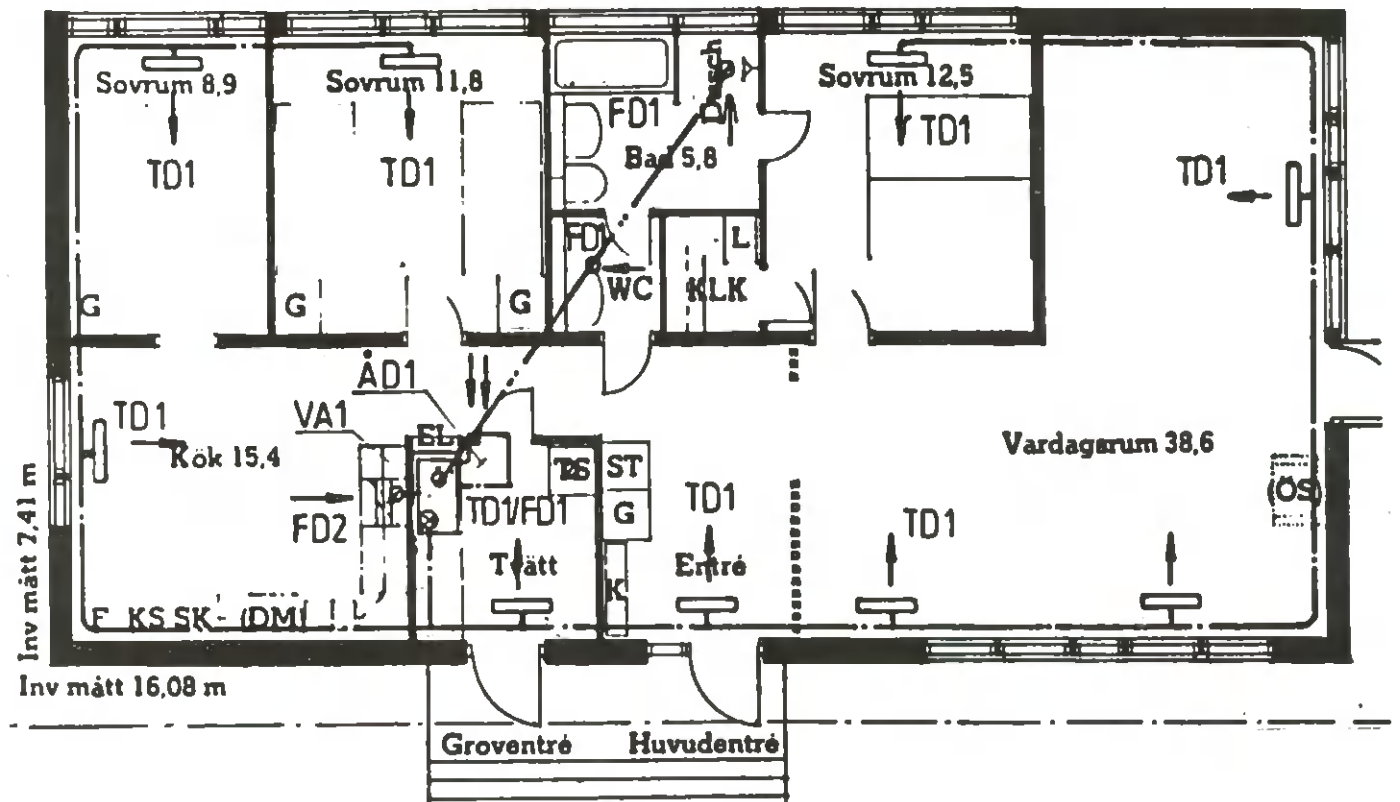 Sovrum 8,9
Sovrum 11,8
Sovrum 12,5
TD1
TD1
FD1
Dusch
Bad 5,8
TD1
TD1
G
G
G
FD1
WC
L
KLK
ÅD1
VA1
TD1
Kök 15,4
EL
TS
ST
G
K
FD2
TD1/FD1
Tvätt
TD1
Entré
TD1
Vardagsrum 38,6
(ÖS)
F KS SK - (DM)
Inv mått 7,41 m
Inv mått 16,08 m
Groventré
Huvudentré